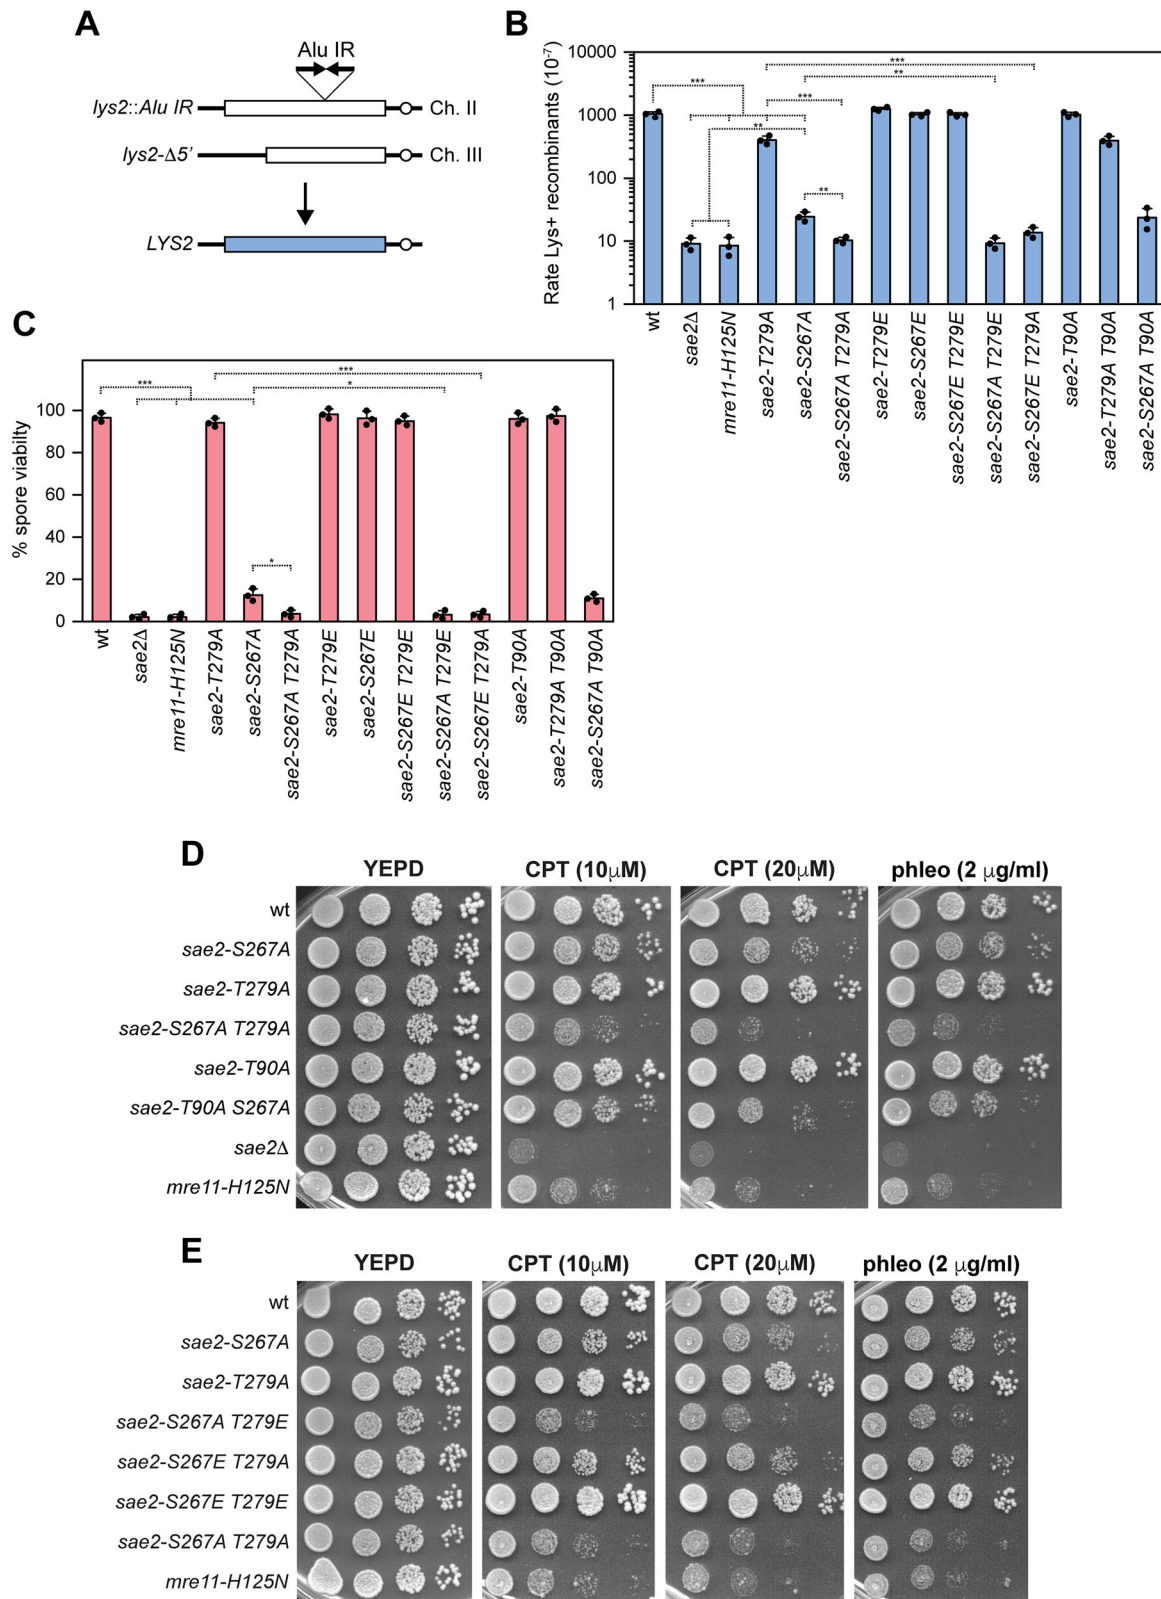 A
Alu IR
lys2::Alu IR
Ch. II
lys2-Δ5'
Ch. III
LYS2
B
Rate Lys+ recombinants (10⁻⁷)
10000
1000
100
10
1
***
**
***
***
**
**
wt
sae2Δ
mre11-H125N
sae2-T279A
sae2-S267A
sae2-S267A T279A
sae2-T279E
sae2-S267E
sae2-S267E T279E
sae2-S267A T279E
sae2-S267E T279A
sae2-T90A
sae2-T279A T90A
sae2-S267A T90A
C
% spore viabilty
100
80
60
40
20
0
***
*
***
*
wt
sae2Δ
mre11-H125N
sae2-T279A
sae2-S267A
sae2-S267A T279A
sae2-T279E
sae2-S267E
sae2-S267E T279E
sae2-S267A T279E
sae2-S267E T279A
sae2-T90A
sae2-T279A T90A
sae2-S267A T90A
D
YEPD CPT (10μM) CPT (20μM) phleo (2 μg/ml)
wt
sae2-S267A
sae2-T279A
sae2-S267A T279A
sae2-T90A
sae2-T90A S267A
sae2Δ
mre11-H125N
E
YEPD CPT (10μM) CPT (20μM) phleo (2 μg/ml)
wt
sae2-S267A
sae2-T279A
sae2-S267A T279E
sae2-S267E T279A
sae2-S267E T279E
sae2-S267A T279A
mre11-H125N